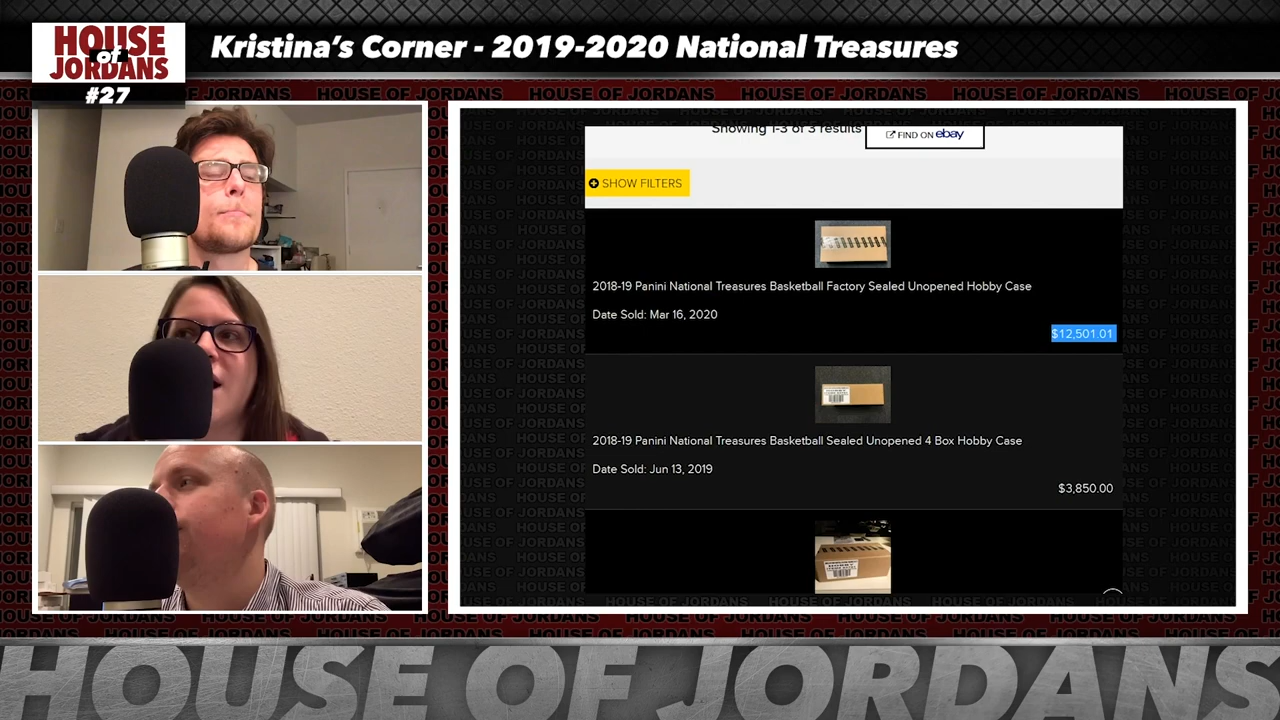 HOUSE
of
JORDANS
#27
Kristina's Corner - 2019-2020 National Treasures
Showing 1-3 of 3 results
FIND ON ebay
SHOW FILTERS
2018-19 Panini National Treasures Basketball Factory Sealed Unopened Hobby Case
Date Sold: Mar 16, 2020
$12,501.01
2018-19 Panini National Treasures Basketball Sealed Unopened 4 Box Hobby Case
Date Sold: Jun 13, 2019
$3,850.00
HOUSE OF JORDANS